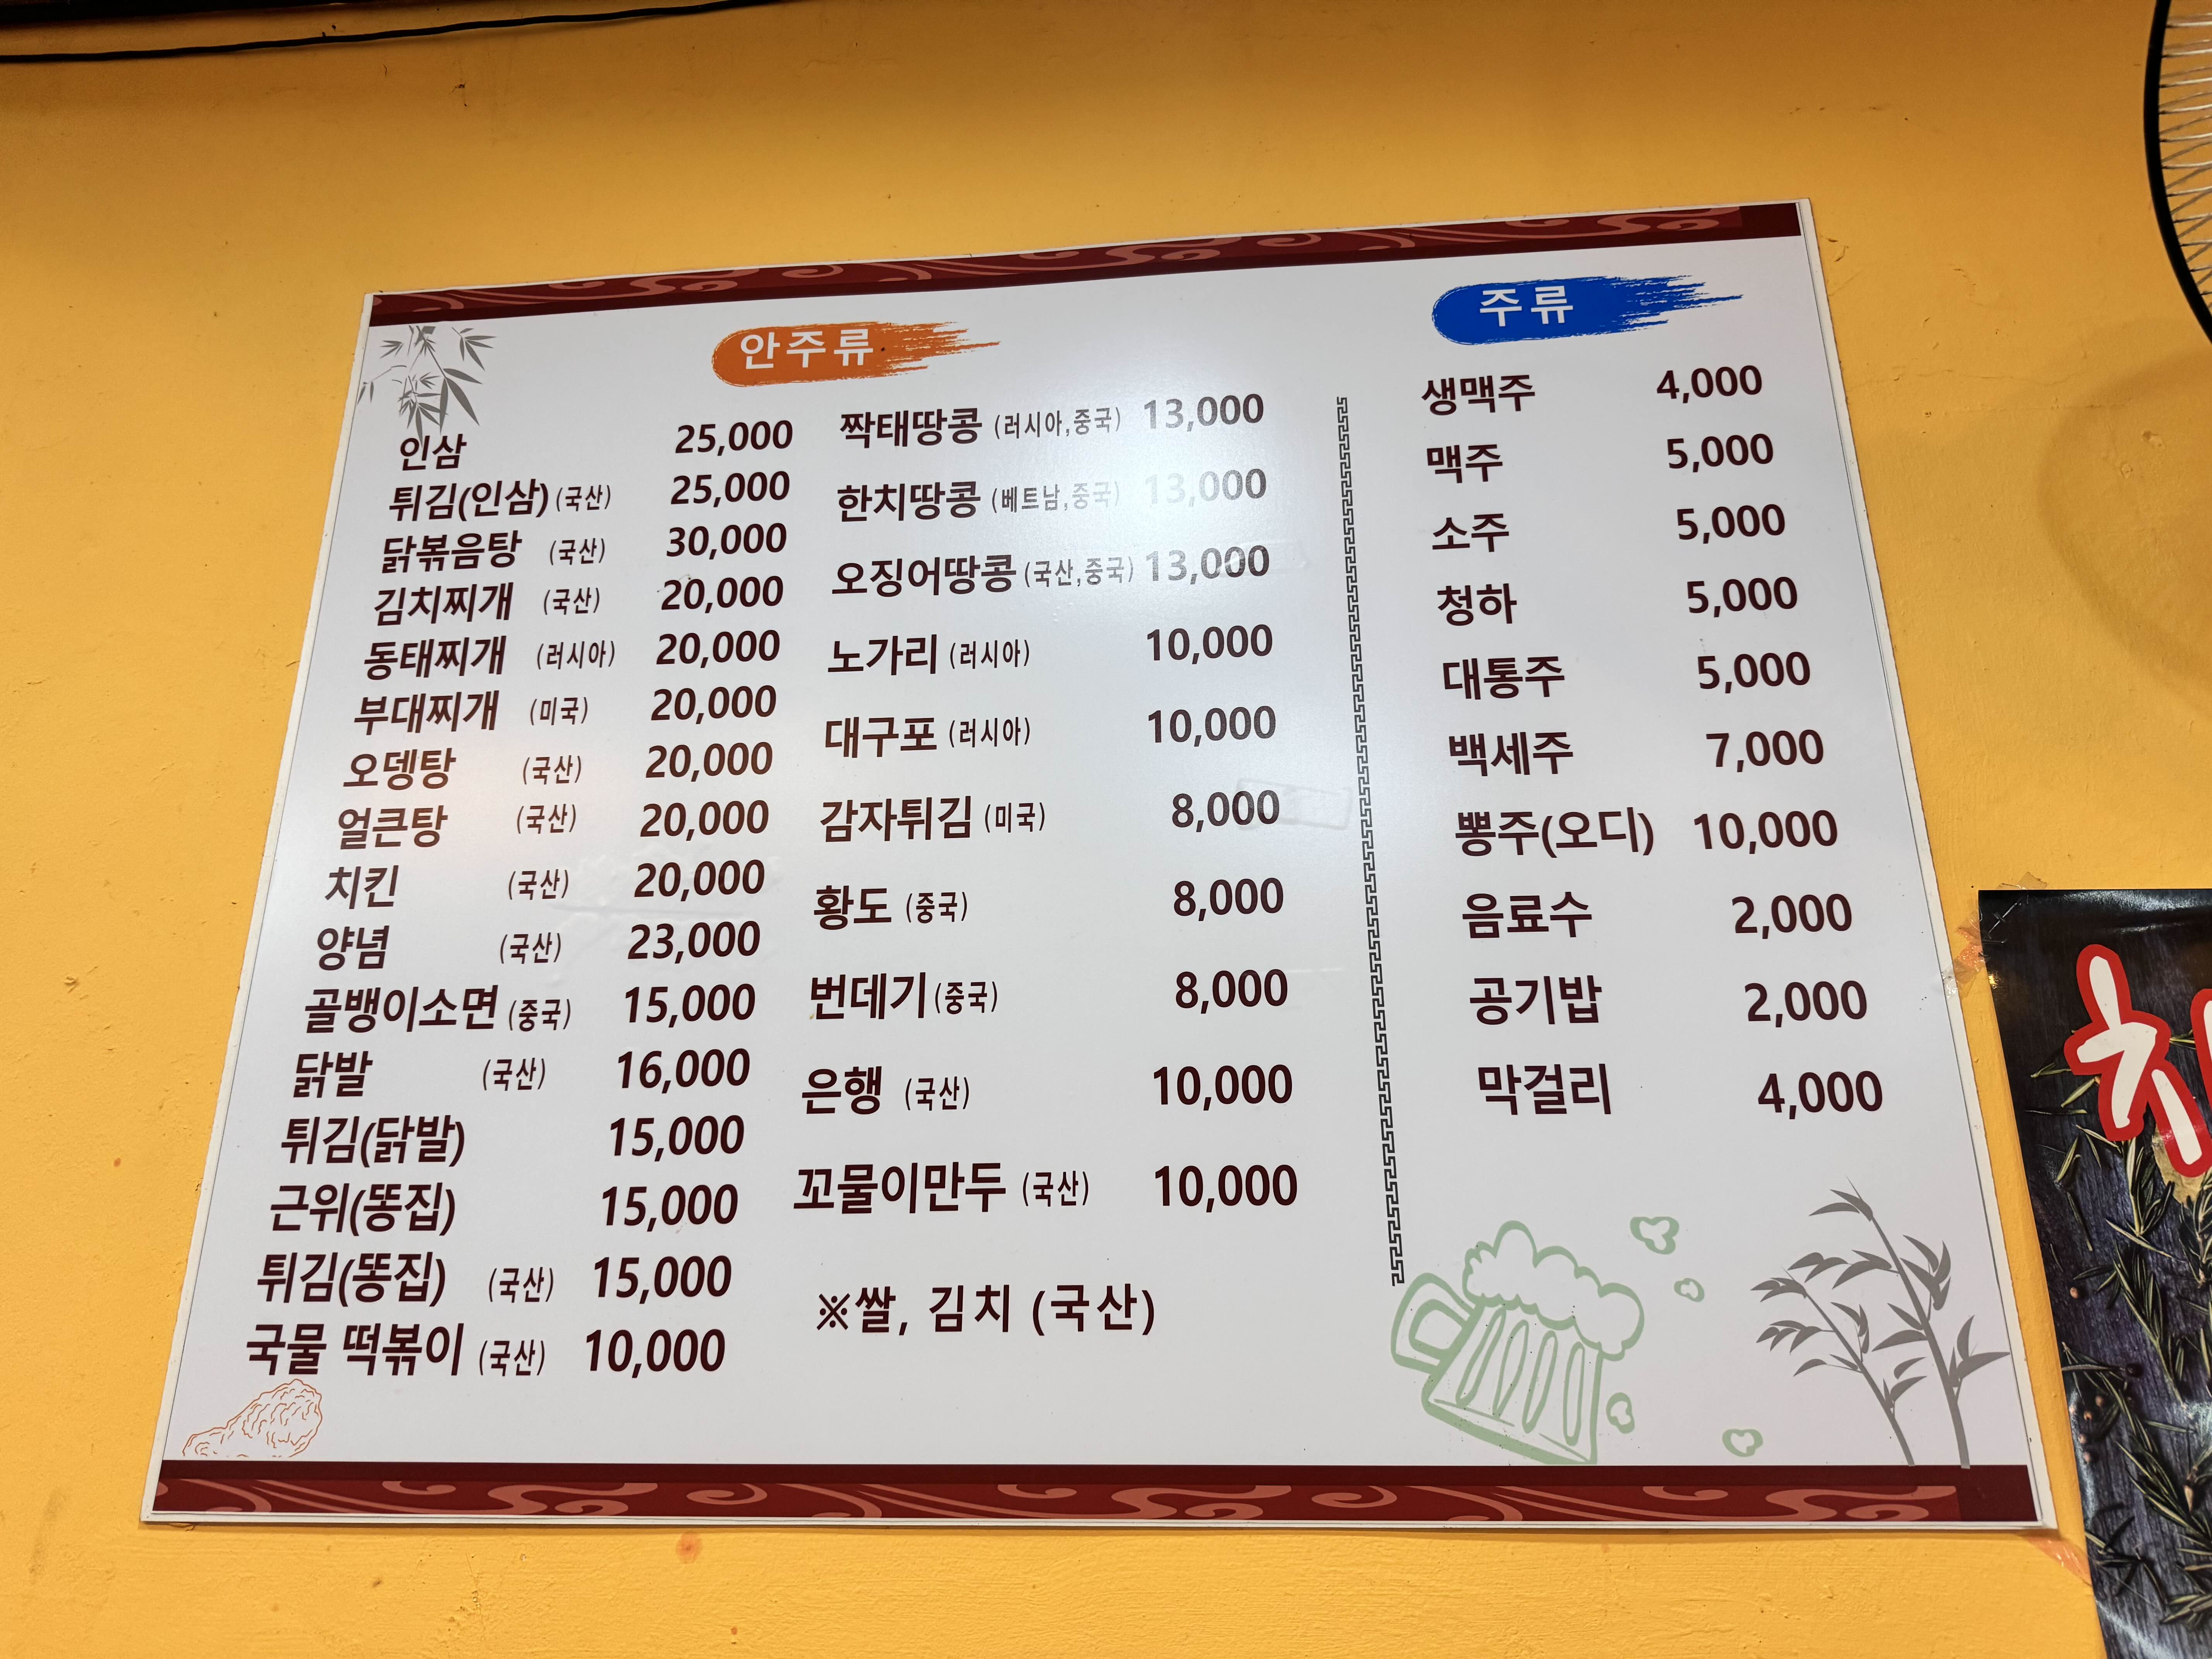 안주류
인삼 25,000
튀김(인삼) (국산) 25,000
닭볶음탕 (국산) 30,000
김치찌개 (국산) 20,000
동태찌개 (러시아) 20,000
부대찌개 (미국) 20,000
오뎅탕 (국산) 20,000
얼큰탕 (국산) 20,000
치킨 (국산) 20,000
양념 (국산) 23,000
골뱅이소면 (중국) 15,000
닭발 (국산) 16,000
튀김(닭발) 15,000
근위(똥집) 15,000
튀김(똥집) (국산) 15,000
국물 떡볶이 (국산) 10,000
짝태땅콩 (러시아,중국) 13,000
한치땅콩 (베트남,중국) 13,000
오징어땅콩 (국산,중국) 13,000
노가리 (러시아) 10,000
대구포 (러시아) 10,000
감자튀김 (미국) 8,000
황도 (중국) 8,000
번데기 (중국) 8,000
은행 (국산) 10,000
꼬물이만두 (국산) 10,000
※쌀, 김치 (국산)
주류
생맥주 4,000
맥주 5,000
소주 5,000
청하 5,000
대통주 5,000
백세주 7,000
뽕주(오디) 10,000
음료수 2,000
공기밥 2,000
막걸리 4,000